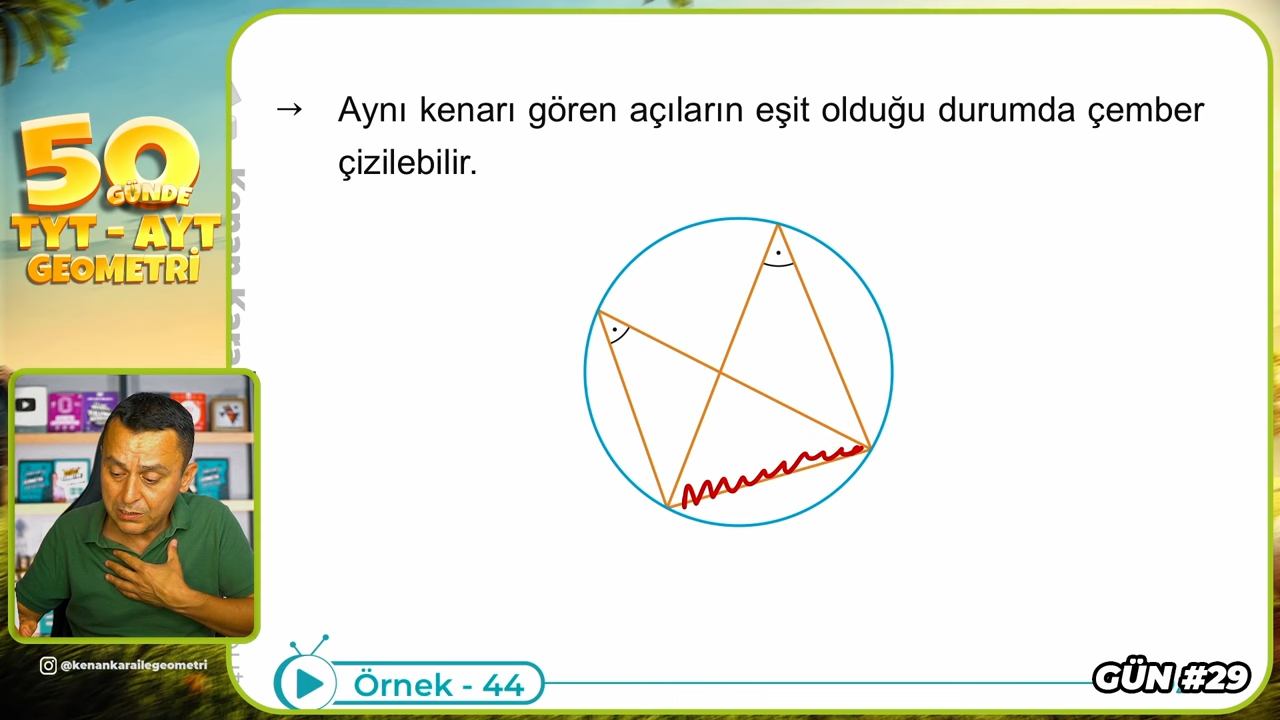 → Aynı kenarı gören açıların eşit olduğu durumda çember
çizilebilir.
50
GÜNDE
TYT - AYT
GEOMETRİ
@kenankarailegeometri
Örnek - 44
GÜN #29